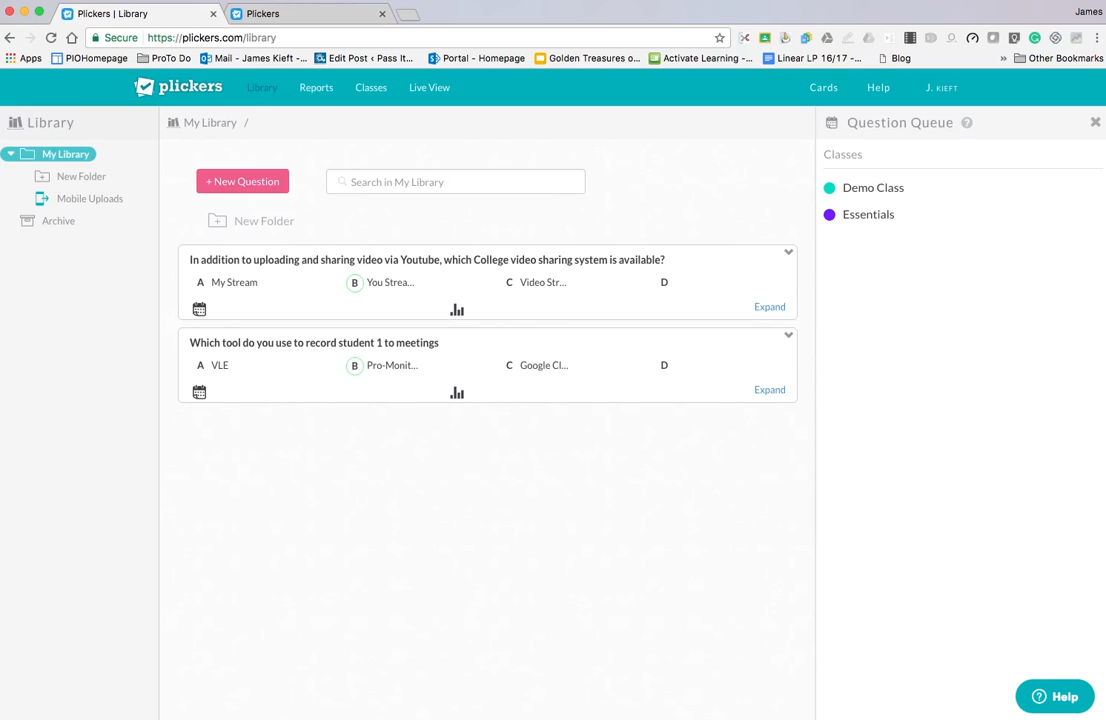 Plickers | Library
Plickers
James
Secure
https://plickers.com/library
Apps
PIOHomepage
ProTo Do
Mail - James Kieft -...
Edit Post ‹ Pass It...
Portal - Homepage
Golden Treasures o...
Activate Learning -...
Linear LP 16/17 -...
Blog
»
Other Bookmarks
plickers
Library
Reports
Classes
Live View
Cards
Help
J. KIEFT
Library
My Library
New Folder
Mobile Uploads
Archive
My Library /
+ New Question
Search in My Library
New Folder
In addition to uploading and sharing video via Youtube, which College video sharing system is available?
A My Stream B You Strea... C Video Str... D
Expand
Which tool do you use to record student 1 to meetings
A VLE B Pro-Monit... C Google Cl... D
Expand
Question Queue ?
Classes
Demo Class
Essentials
? Help